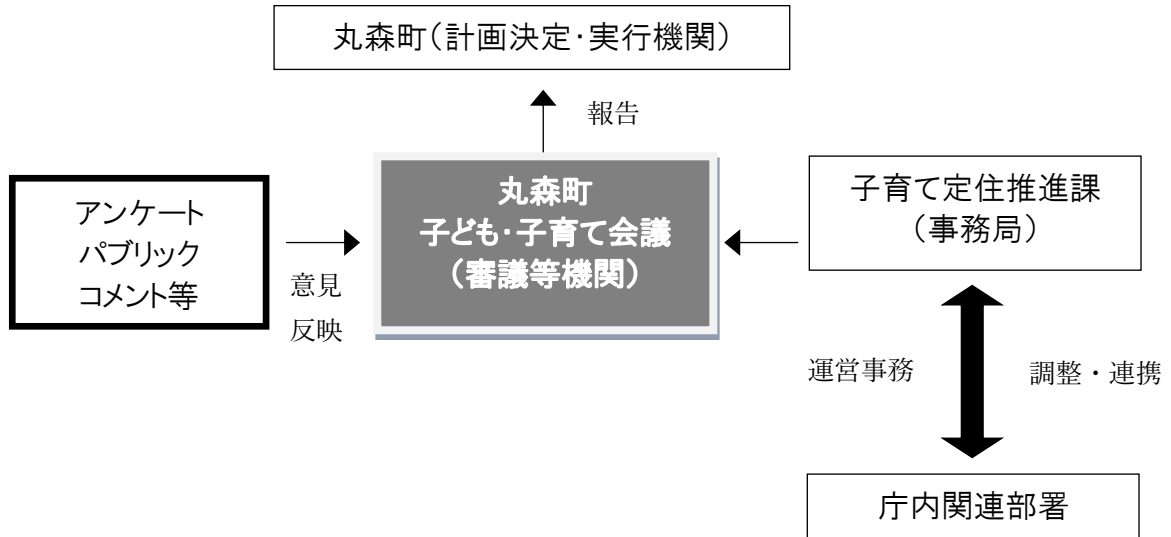 丸森町（計画決定・実行機関）
報告
アンケート
パブリック
コメント等
意見
反映
丸森町
子ども・子育て会議
（審議等機関）
子育て定住推進課
（事務局）
運営事務
調整・連携
庁内関連部署